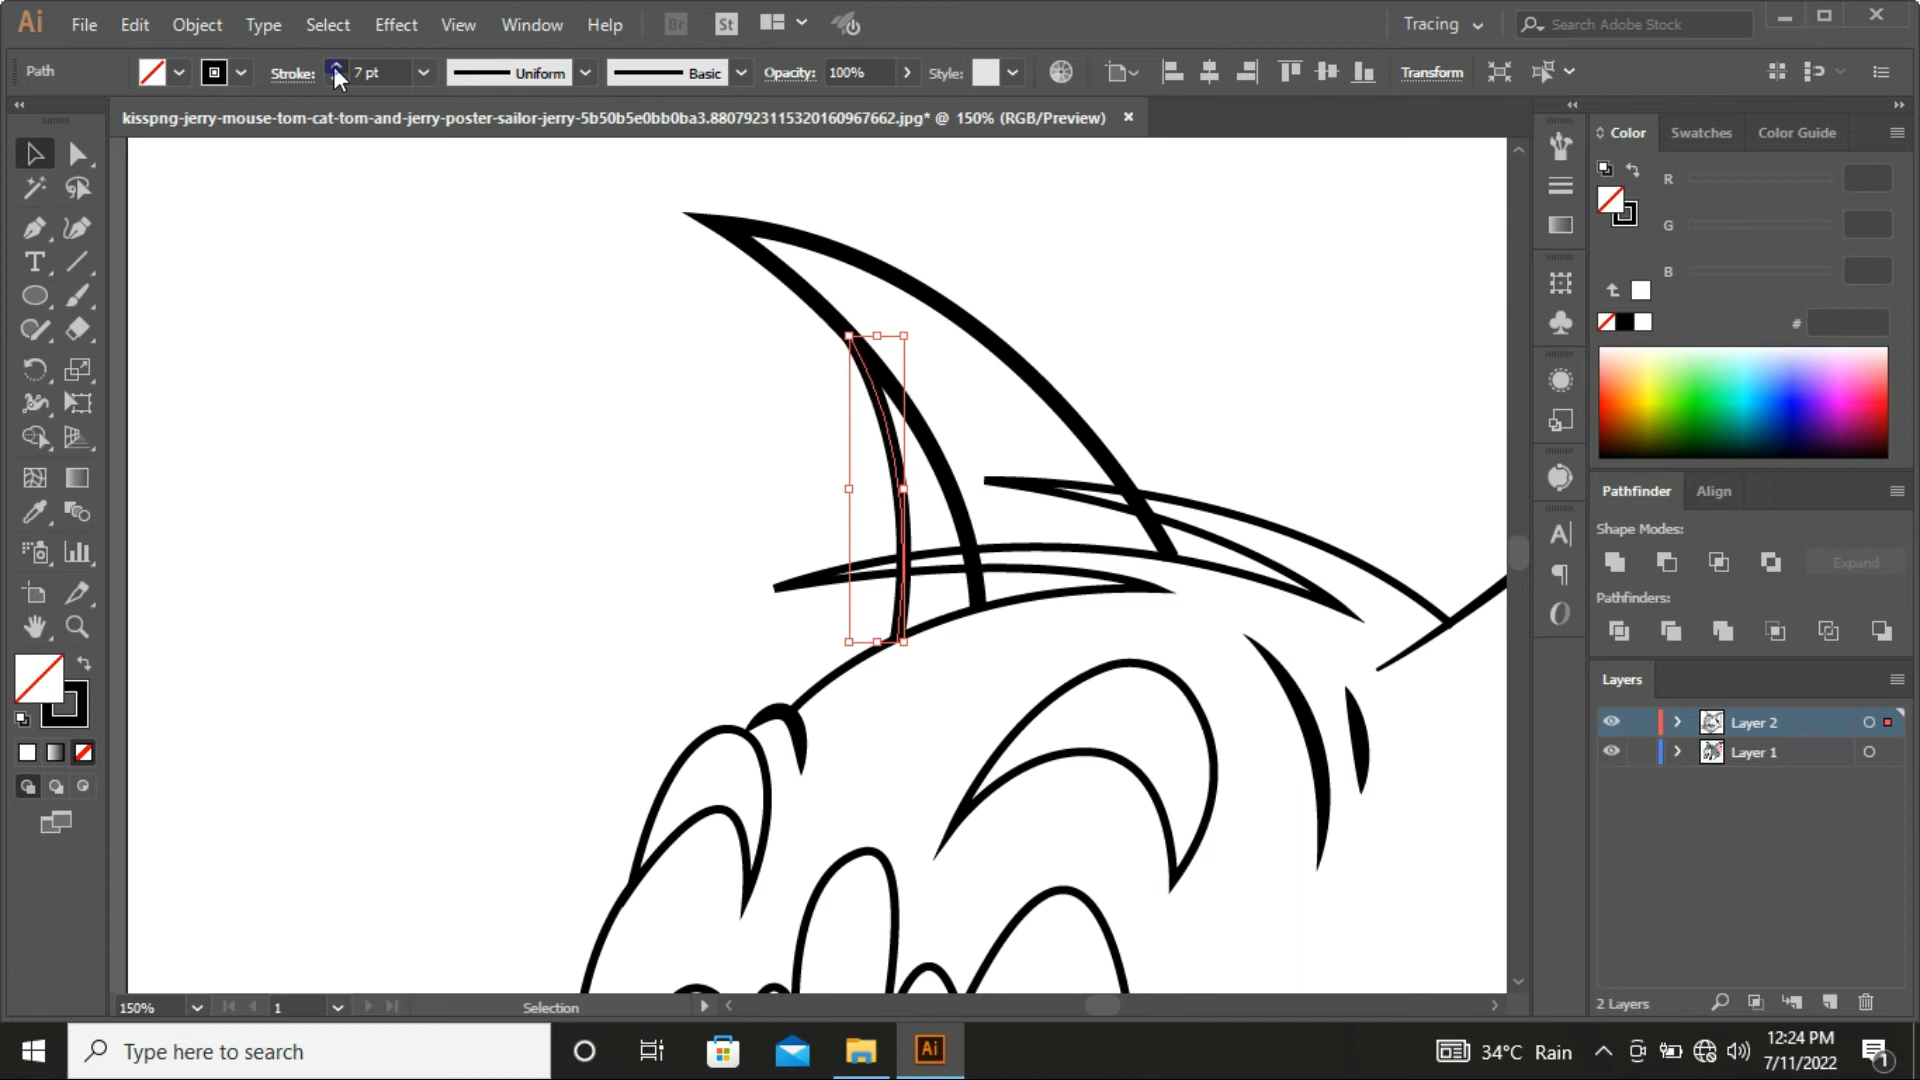 Ai File Edit Object Type Select Effect View Window Help Br St Tracing Search Adobe Stock
Path Stroke: 7 pt Uniform Basic Opacity: 100% Style: Transform
kisspng-jerry-mouse-tom-cat-tom-and-jerry-poster-sailor-jerry-5b50b5e0bb0ba3.8807923115320160967662.jpg* @ 150% (RGB/Preview)
Color Swatches Color Guide
R
G
B
#
Pathfinder Align
Shape Modes:
Expand
Pathfinders:
Layers
Layer 2
Layer 1
150% 1 Selection 2 Layers
Type here to search Ai 34°C Rain 12:24 PM
7/11/2022 1